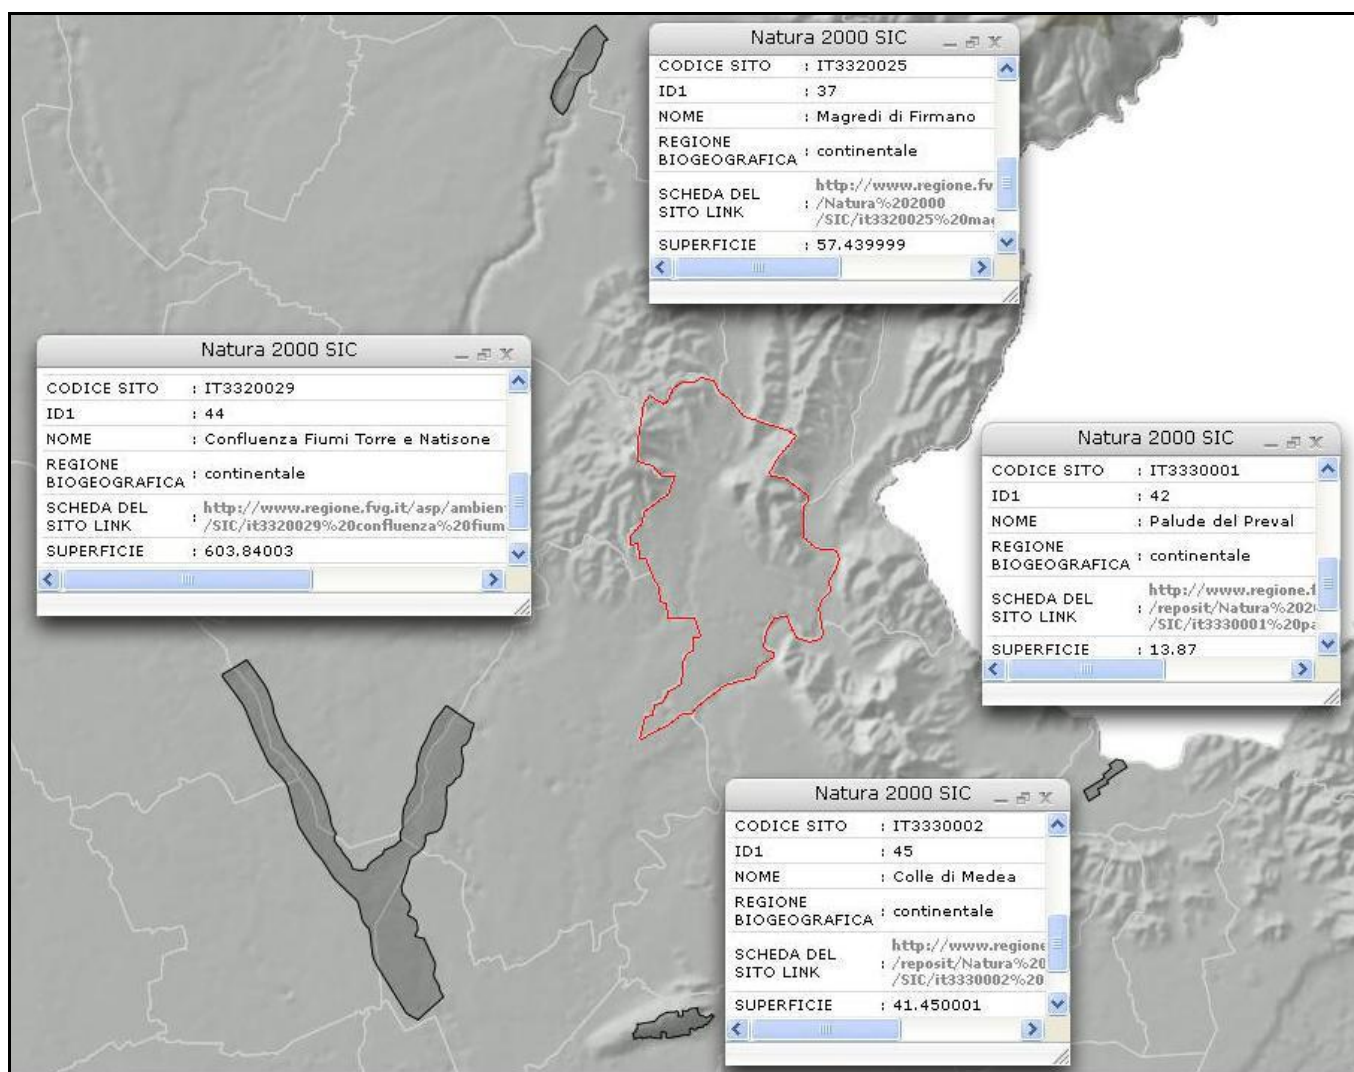 Natura 2000 SIC
CODICE SITO : IT3320025
ID1 : 37
NOME : Magredi di Firmano
REGIONE
BIOGEOGRAFICA : continentale
http://www.regione.fv
SCHEDA DEL
SITO LINK : /Natura%202000
/SIC/it3320025%20mag
SUPERFICIE : 57.439999
Natura 2000 SIC
CODICE SITO : IT3320029
ID1 : 44
NOME : Confluenza Fiumi Torre e Natisone
REGIONE
BIOGEOGRAFICA : continentale
SCHEDA DEL
SITO LINK : http://www.regione.fvg.it/asp/ambien
/SIC/it3320029%20confluenza%20fium
SUPERFICIE : 603.84003
Natura 2000 SIC
CODICE SITO : IT3330001
ID1 : 42
NOME : Palude del Preval
REGIONE
BIOGEOGRAFICA : continentale
http://www.regione.f
SCHEDA DEL
SITO LINK : /reposit/Natura%202
/SIC/it3330001%20pa
SUPERFICIE : 13.87
Natura 2000 SIC
CODICE SITO : IT3330002
ID1 : 45
NOME : Colle di Medea
REGIONE
BIOGEOGRAFICA : continentale
http://www.regione
SCHEDA DEL
SITO LINK : /reposit/Natura%20
/SIC/it3330002%20
SUPERFICIE : 41.450001